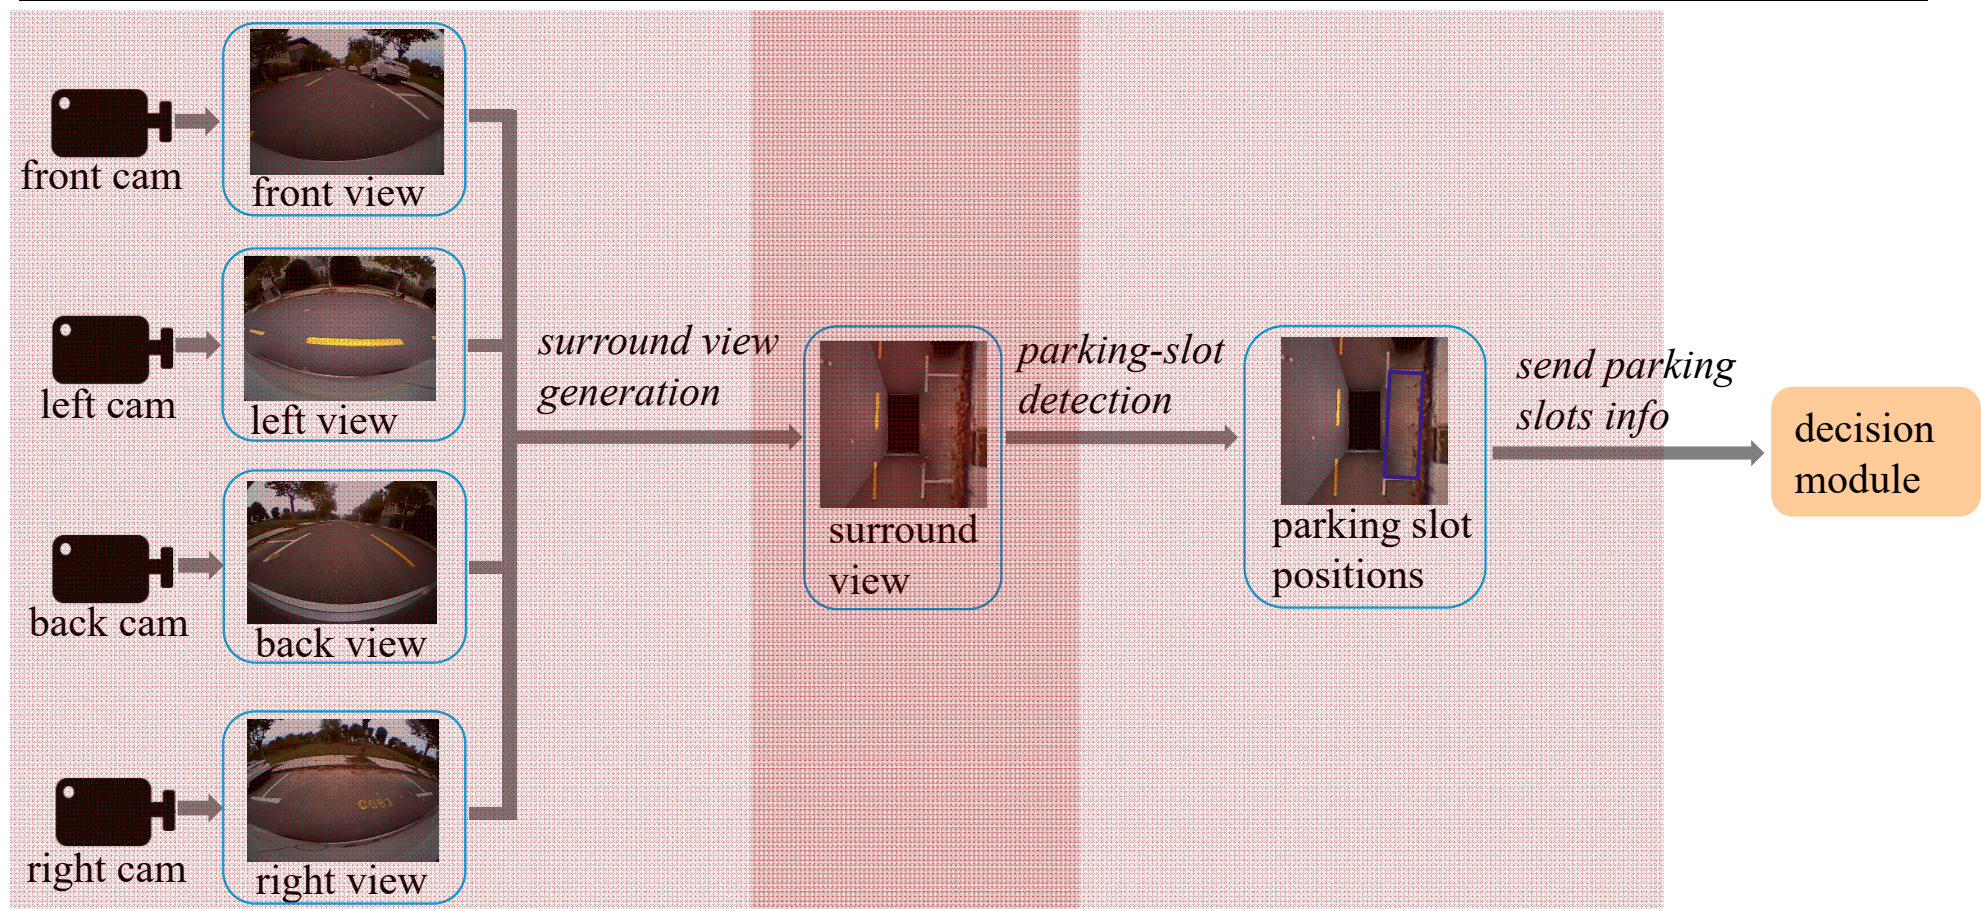 front cam
front view
left cam
left view
back cam
back view
right cam
right view
surround view
generation
surround
view
parking-slot
detection
parking slot
positions
send parking
slots info
decision
module